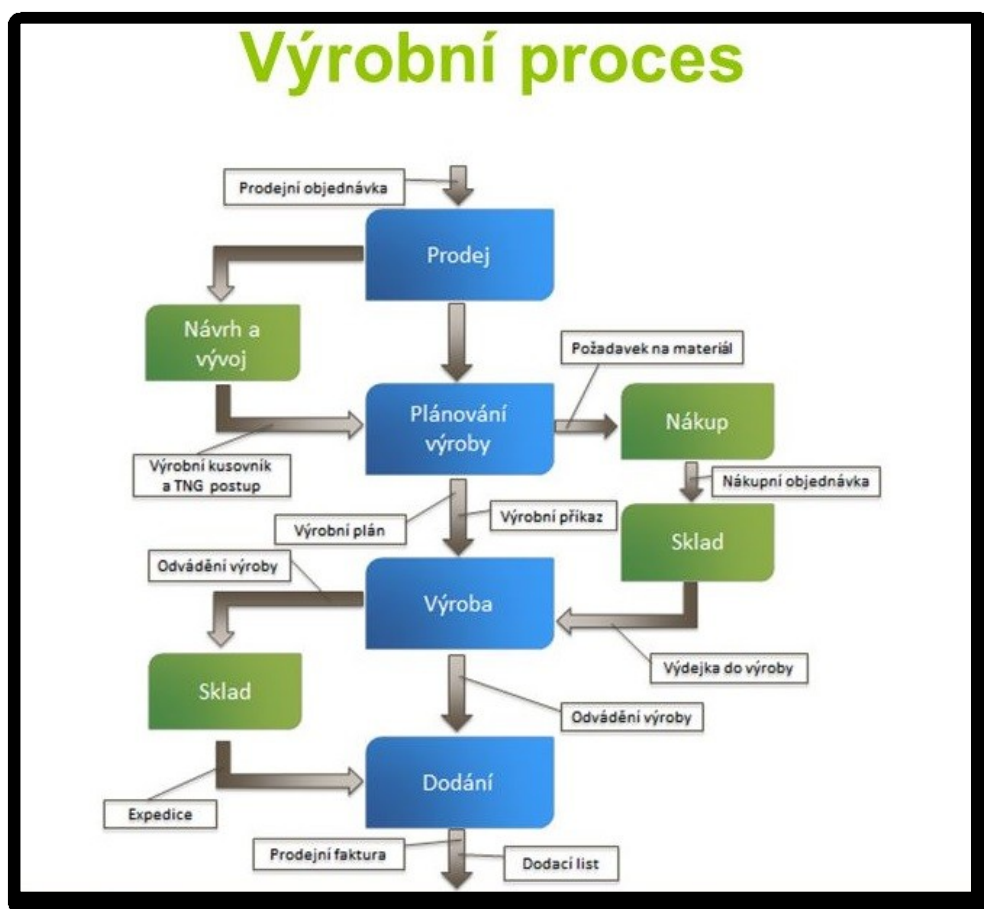 Výrobní proces
Prodejní objednávka
Prodej
Návrh a
vývoj
Požadavek na materiál
Plánování
výroby
Nákup
Výrobní kusovník
a TNG postup
Nákupní objednávka
Výrobní plán
Výrobní příkaz
Sklad
Odvádění výroby
Výroba
Výdejka do výroby
Sklad
Odvádění výroby
Dodání
Expedice
Prodejní faktura
Dodací list